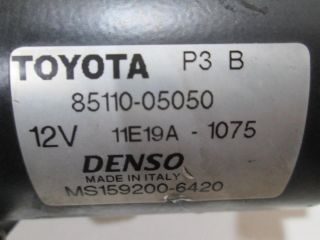 TOYOTA P3 B
85110-05050
12V 11E19A - 1075
DENSO
MADE IN ITALY
MS159200-6420